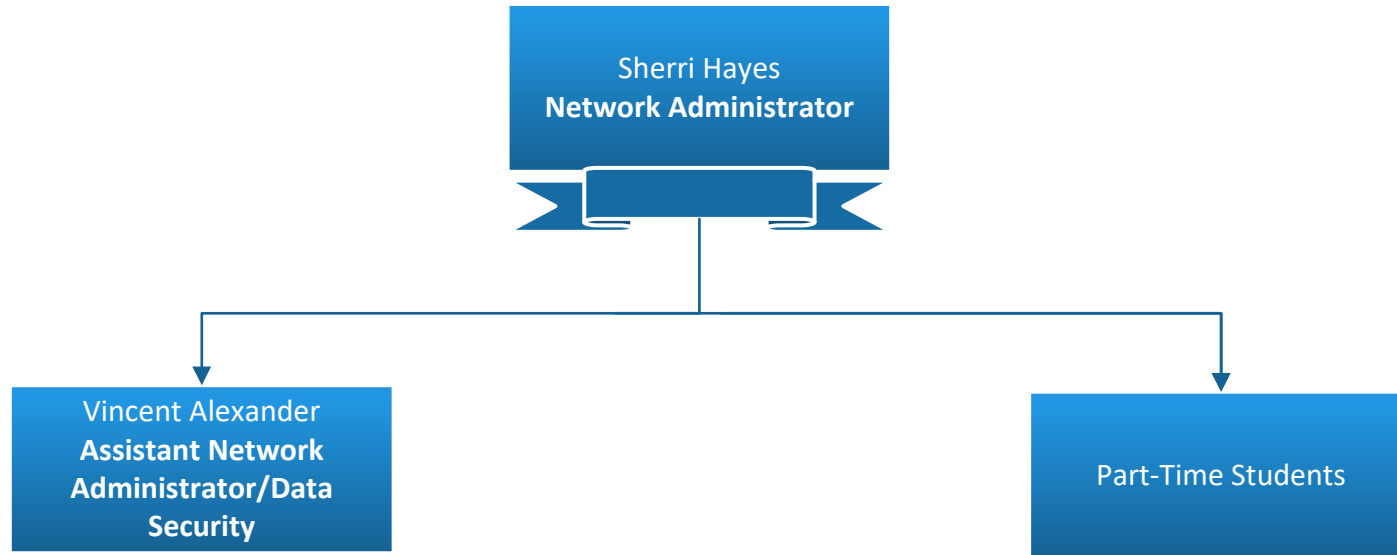 Sherri Hayes
Network Administrator
Vincent Alexander
Assistant Network
Administrator/Data
Security
Part-Time Students